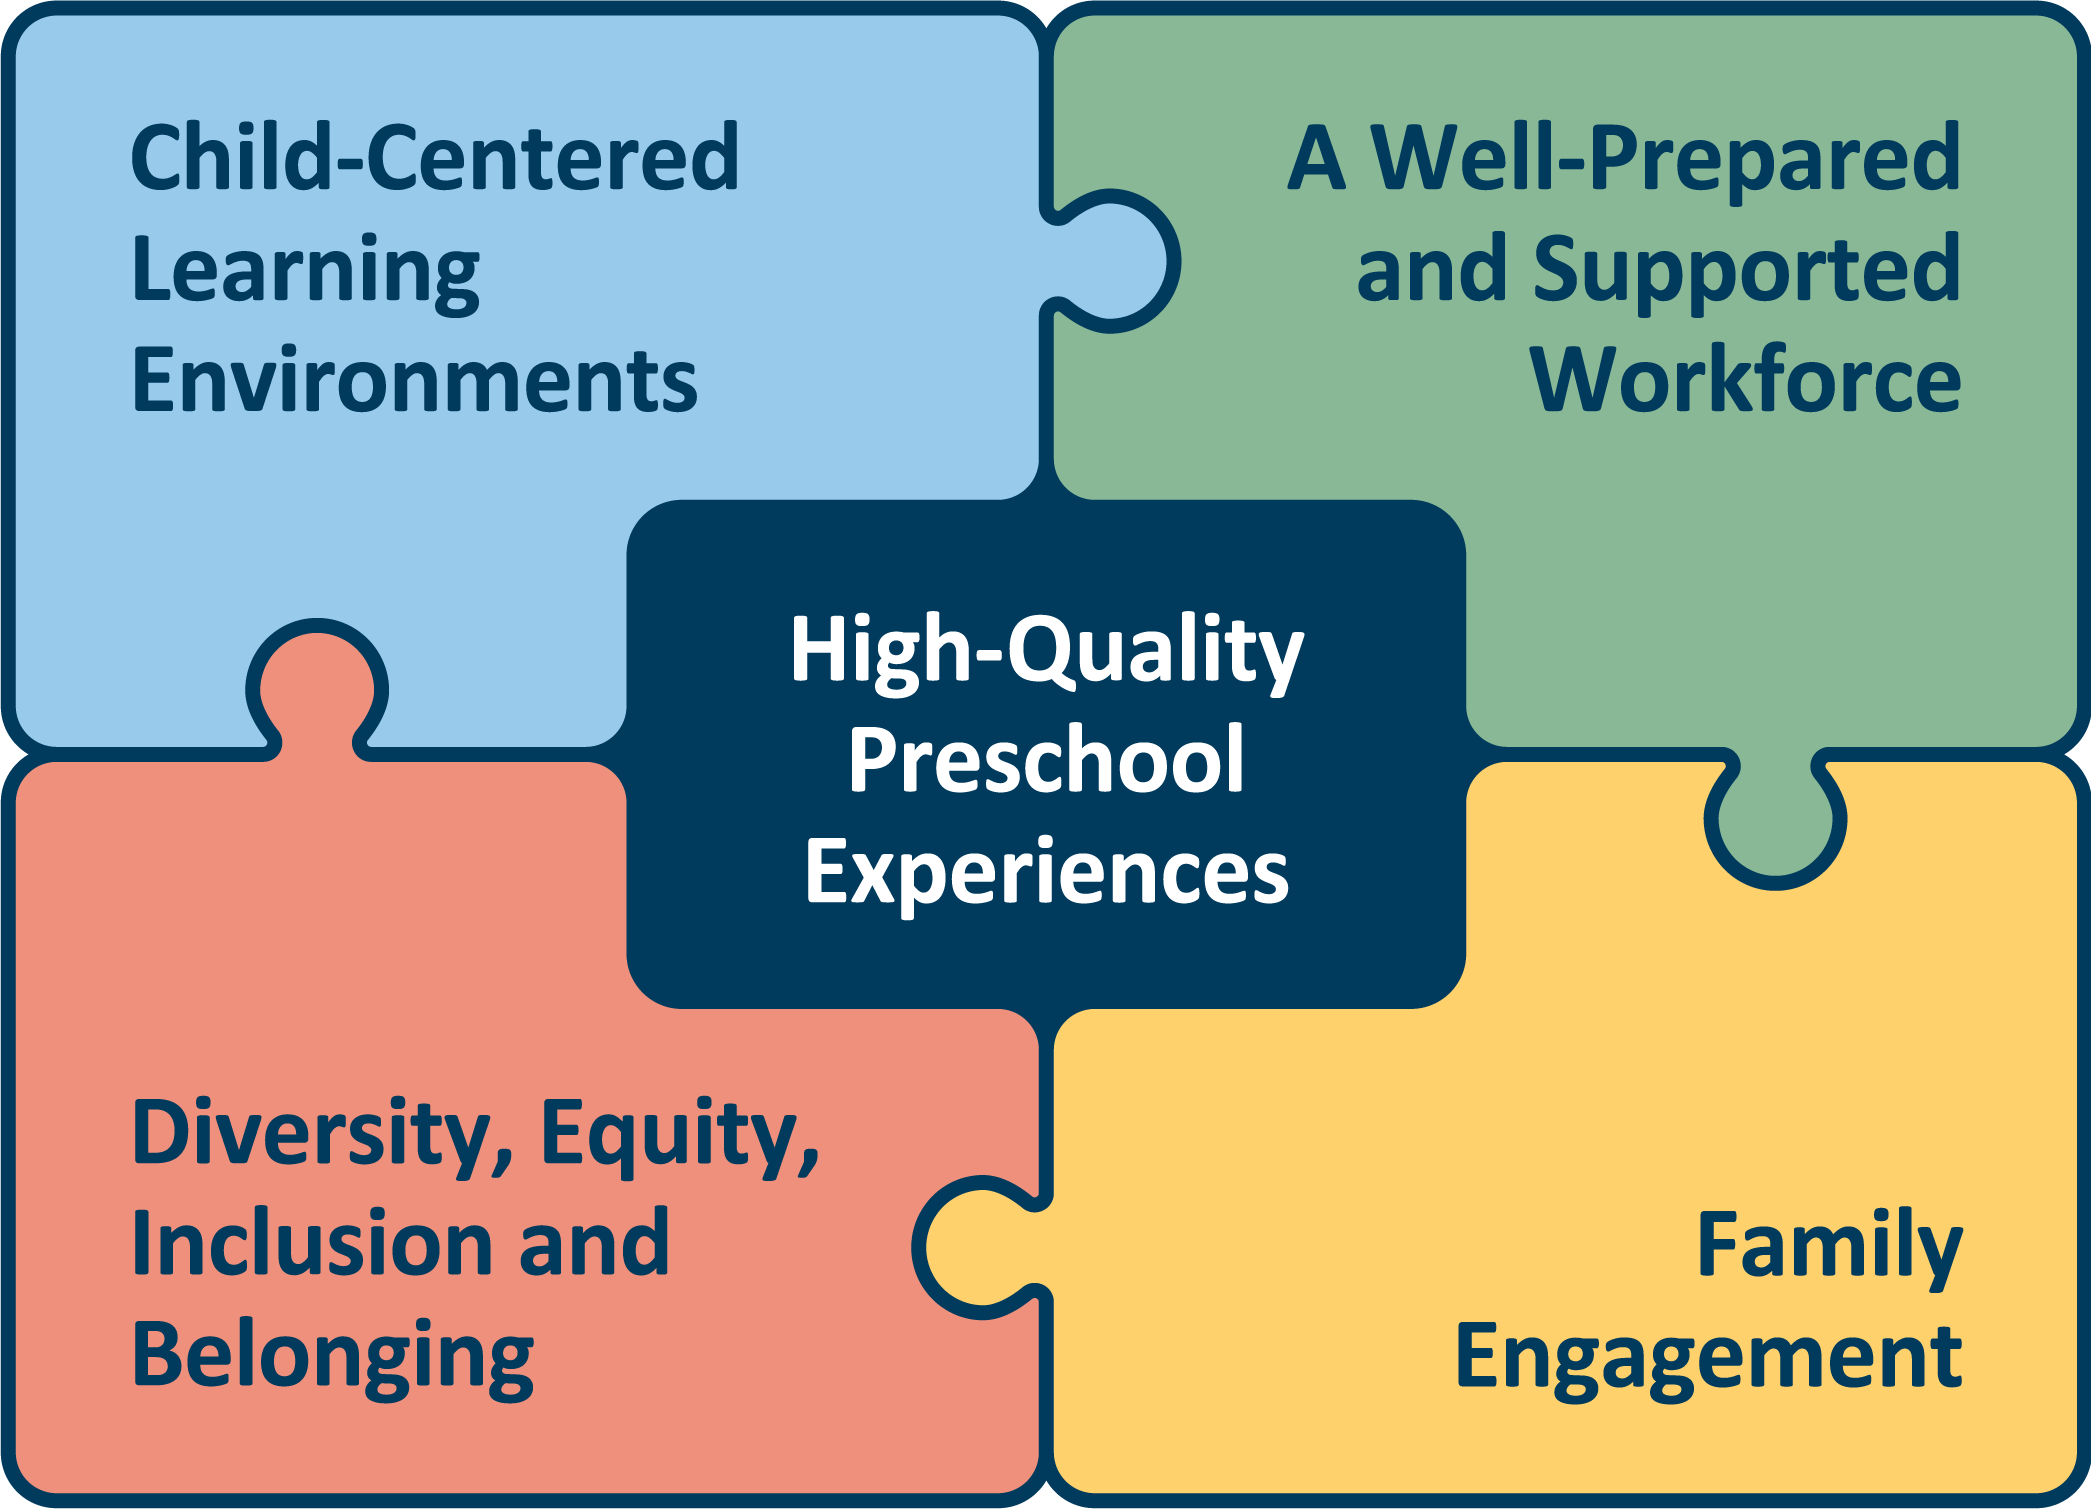 Child-Centered
Learning
Environments
A Well-Prepared
and Supported
Workforce
High-Quality
Preschool
Experiences
Diversity, Equity,
Inclusion and
Belonging
Family
Engagement